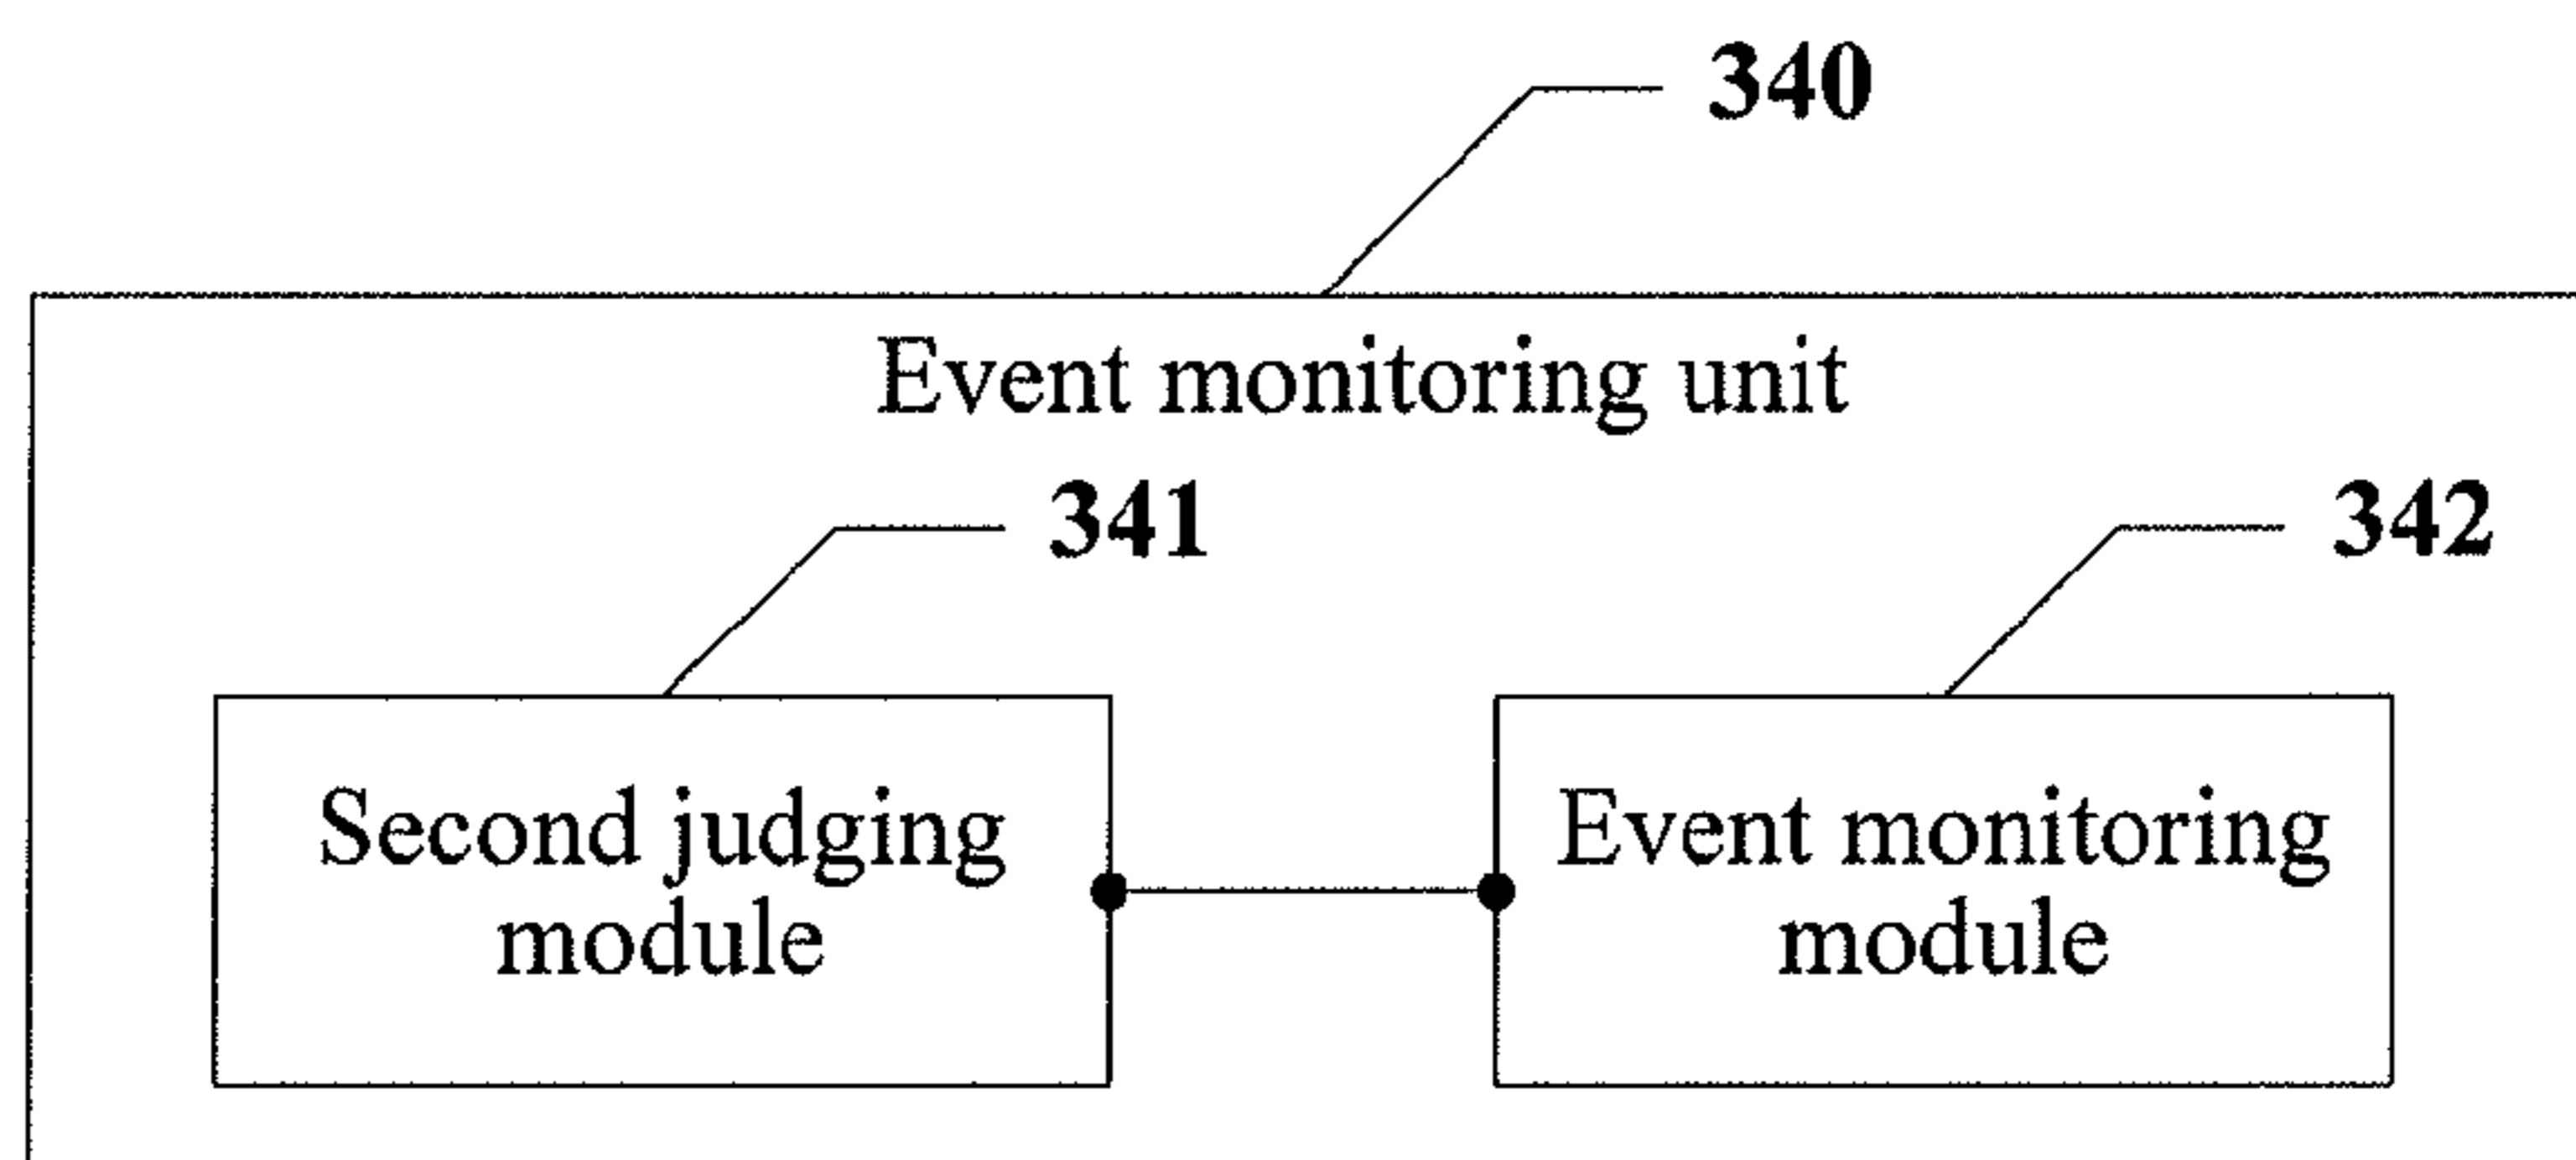 340
Event monitoring unit
341
342
Second judging
module
Event monitoring
module